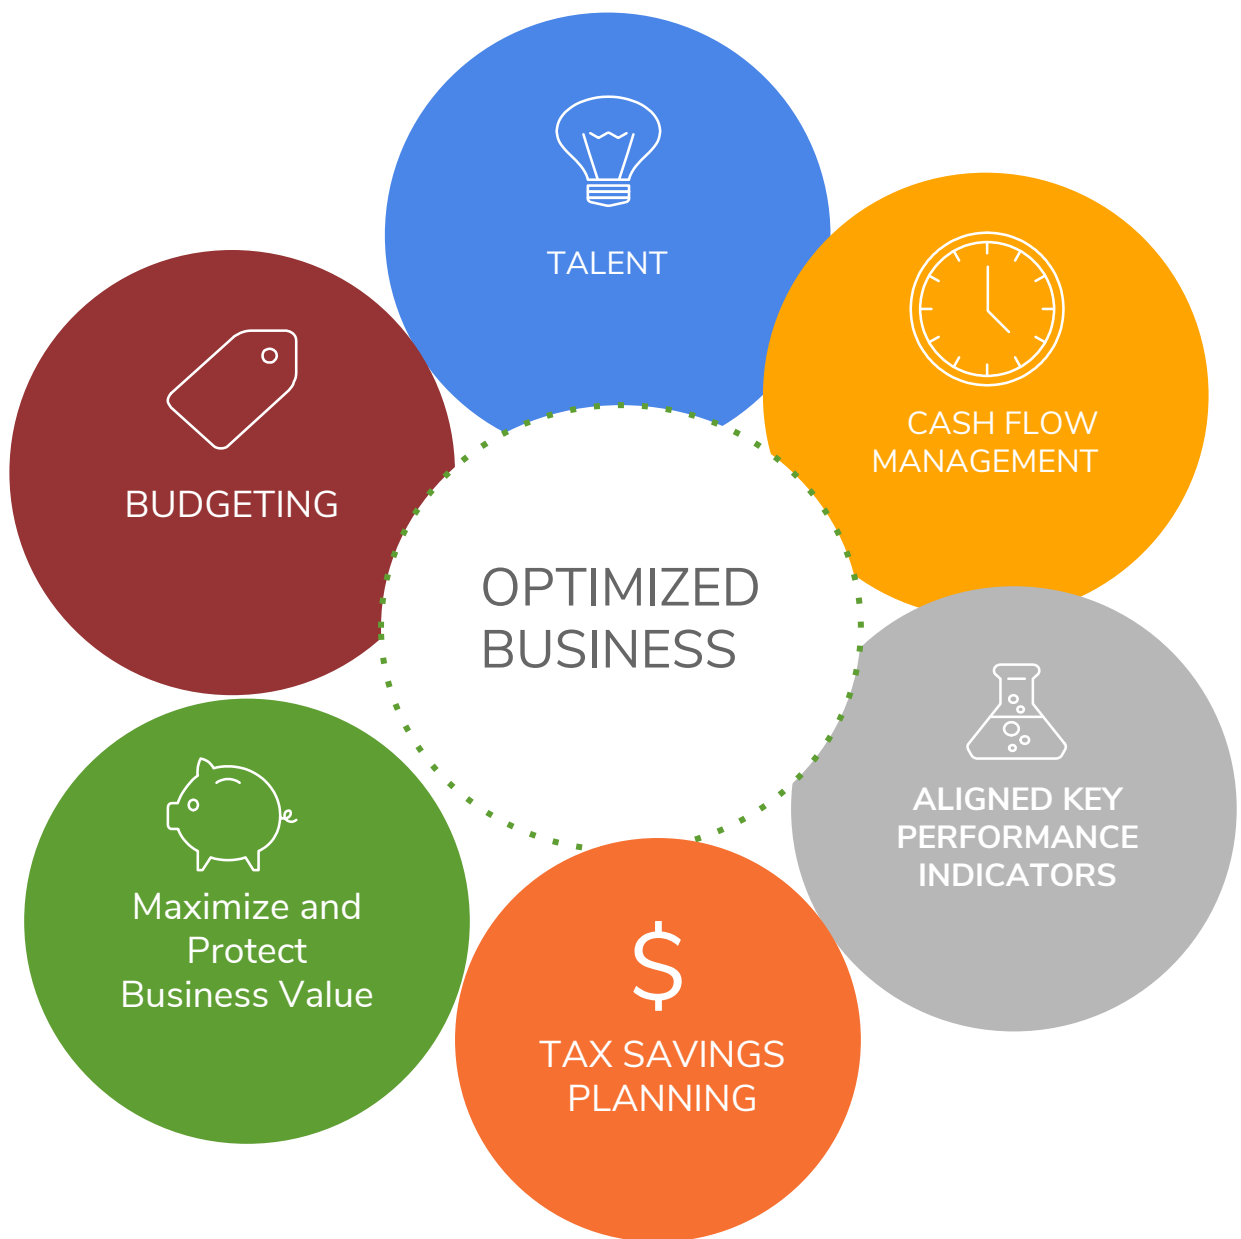 TALENT
CASH FLOW
MANAGEMENT
BUDGETING
OPTIMIZED
BUSINESS
ALIGNED KEY
PERFORMANCE
INDICATORS
Maximize and
Protect
Business Value
$
TAX SAVINGS
PLANNING